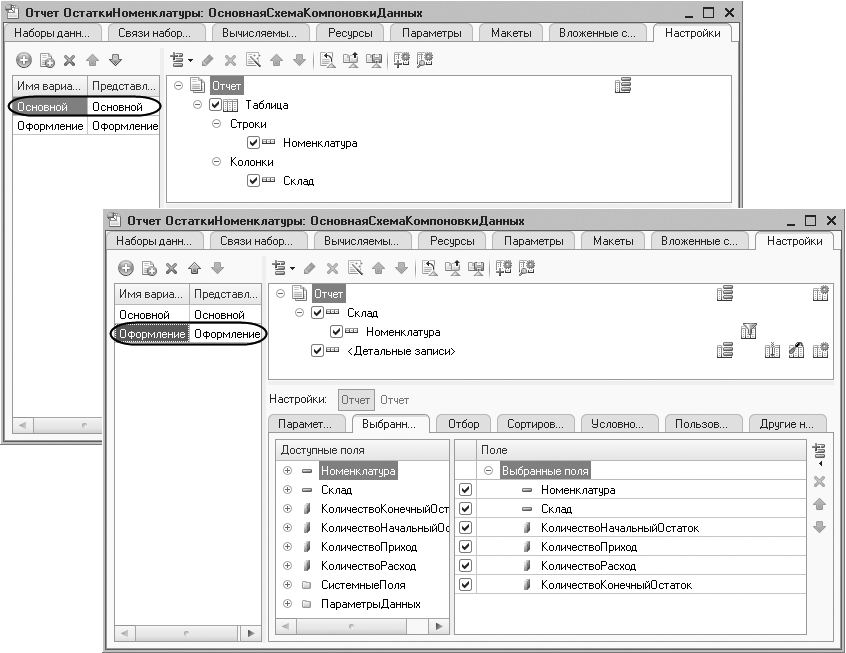 Отчет ОстаткиНоменклатуры: ОсновнаяСхемаКомпоновкиДанных
Наборы данн... Связи набор... Вычисляемы... Ресурсы Параметры Макеты Вложенные с... Настройки
Имя вариа... Представл...
Основной Основной
Оформление Оформление
Отчет
Таблица
Строки
Номенклатура
Колонки
Склад
Отчет ОстаткиНоменклатуры: ОсновнаяСхемаКомпоновкиДанных
Наборы данн... Связи набор... Вычисляемы... Ресурсы Параметры Макеты Вложенные с... Настройки
Имя вариа... Представл...
Основной Основной
Оформление Оформление
Отчет
Склад
Номенклатура
<Детальные записи>
Настройки: Отчет Отчет
Парамет... Выбранн... Отбор Сортиров... Условно... Пользов... Другие н...
Доступные поля
Номенклатура
Склад
КоличествоКонечныйОст
КоличествоНачальныйОс
КоличествоПриход
КоличествоРасход
СистемныеПоля
ПараметрыДанных
Поле
Выбранные поля
Номенклатура
Склад
КоличествоНачальныйОстаток
КоличествоПриход
КоличествоРасход
КоличествоКонечныйОстаток